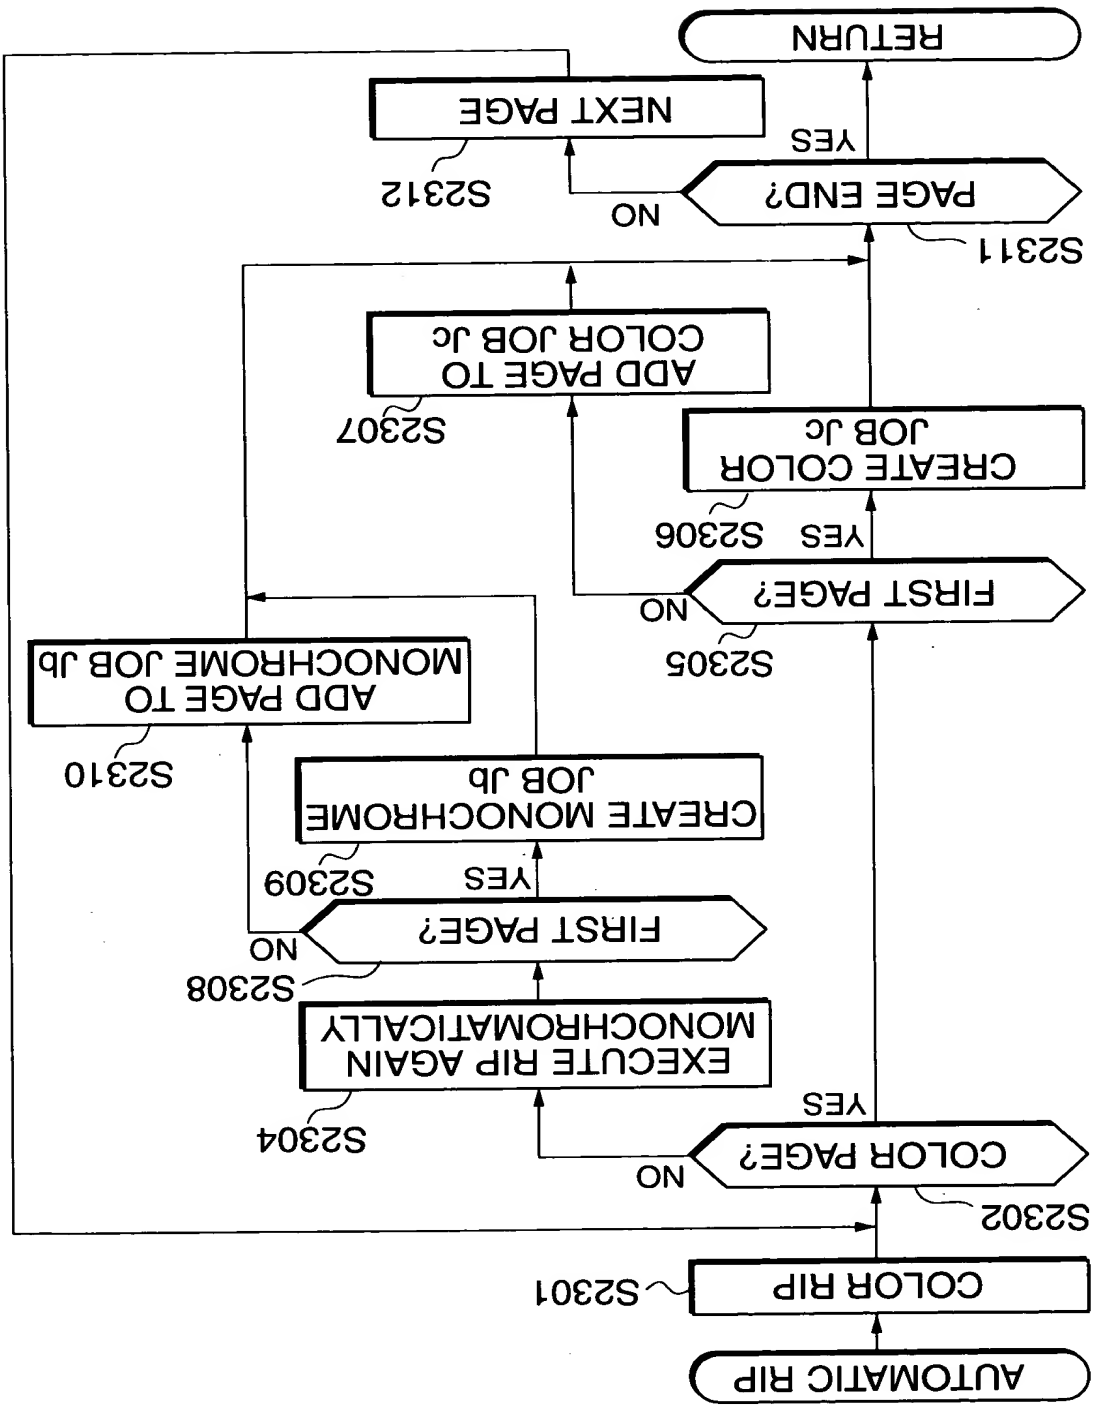 AUTOMATIC RIP
COLOR RIP
S2301
S2302
COLOR PAGE?
NO
YES
S2304
EXECUTE RIP AGAIN
MONOCHROMATICALLY
S2308
FIRST PAGE?
NO
YES
S2309
CREATE MONOCHROME
JOB Jb
S2310
ADD PAGE TO
MONOCHROME JOB Jb
S2305
FIRST PAGE?
NO
YES
S2306
CREATE COLOR
JOB Jc
S2307
ADD PAGE TO
COLOR JOB Jc
S2311
PAGE END?
NO
YES
S2312
NEXT PAGE
RETURN